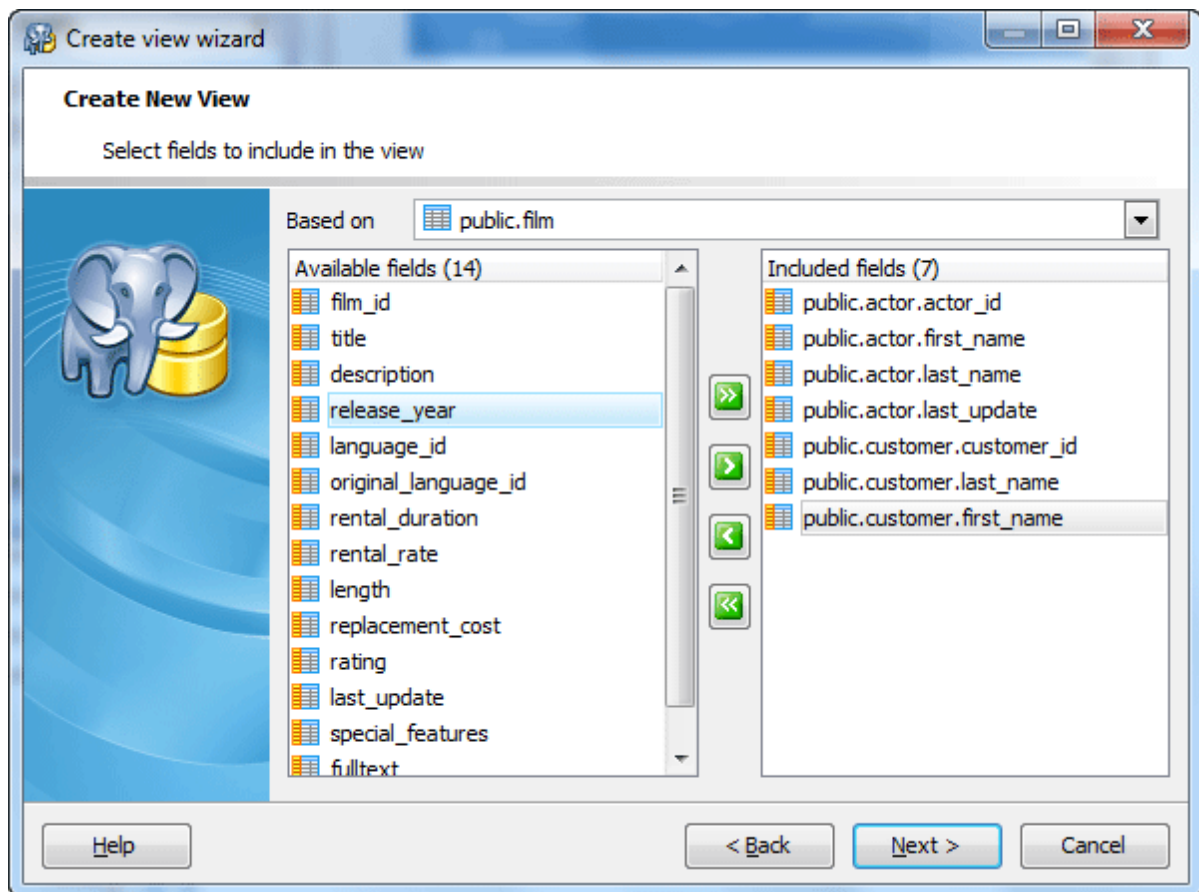 Create view wizard
Create New View
Select fields to include in the view
Based on
public.film
Available fields (14)
film_id
title
description
release_year
language_id
original_language_id
rental_duration
rental_rate
length
replacement_cost
rating
last_update
special_features
fulltext
Included fields (7)
public.actor.actor_id
public.actor.first_name
public.actor.last_name
public.actor.last_update
public.customer.customer_id
public.customer.last_name
public.customer.first_name
Help
< Back
Next >
Cancel